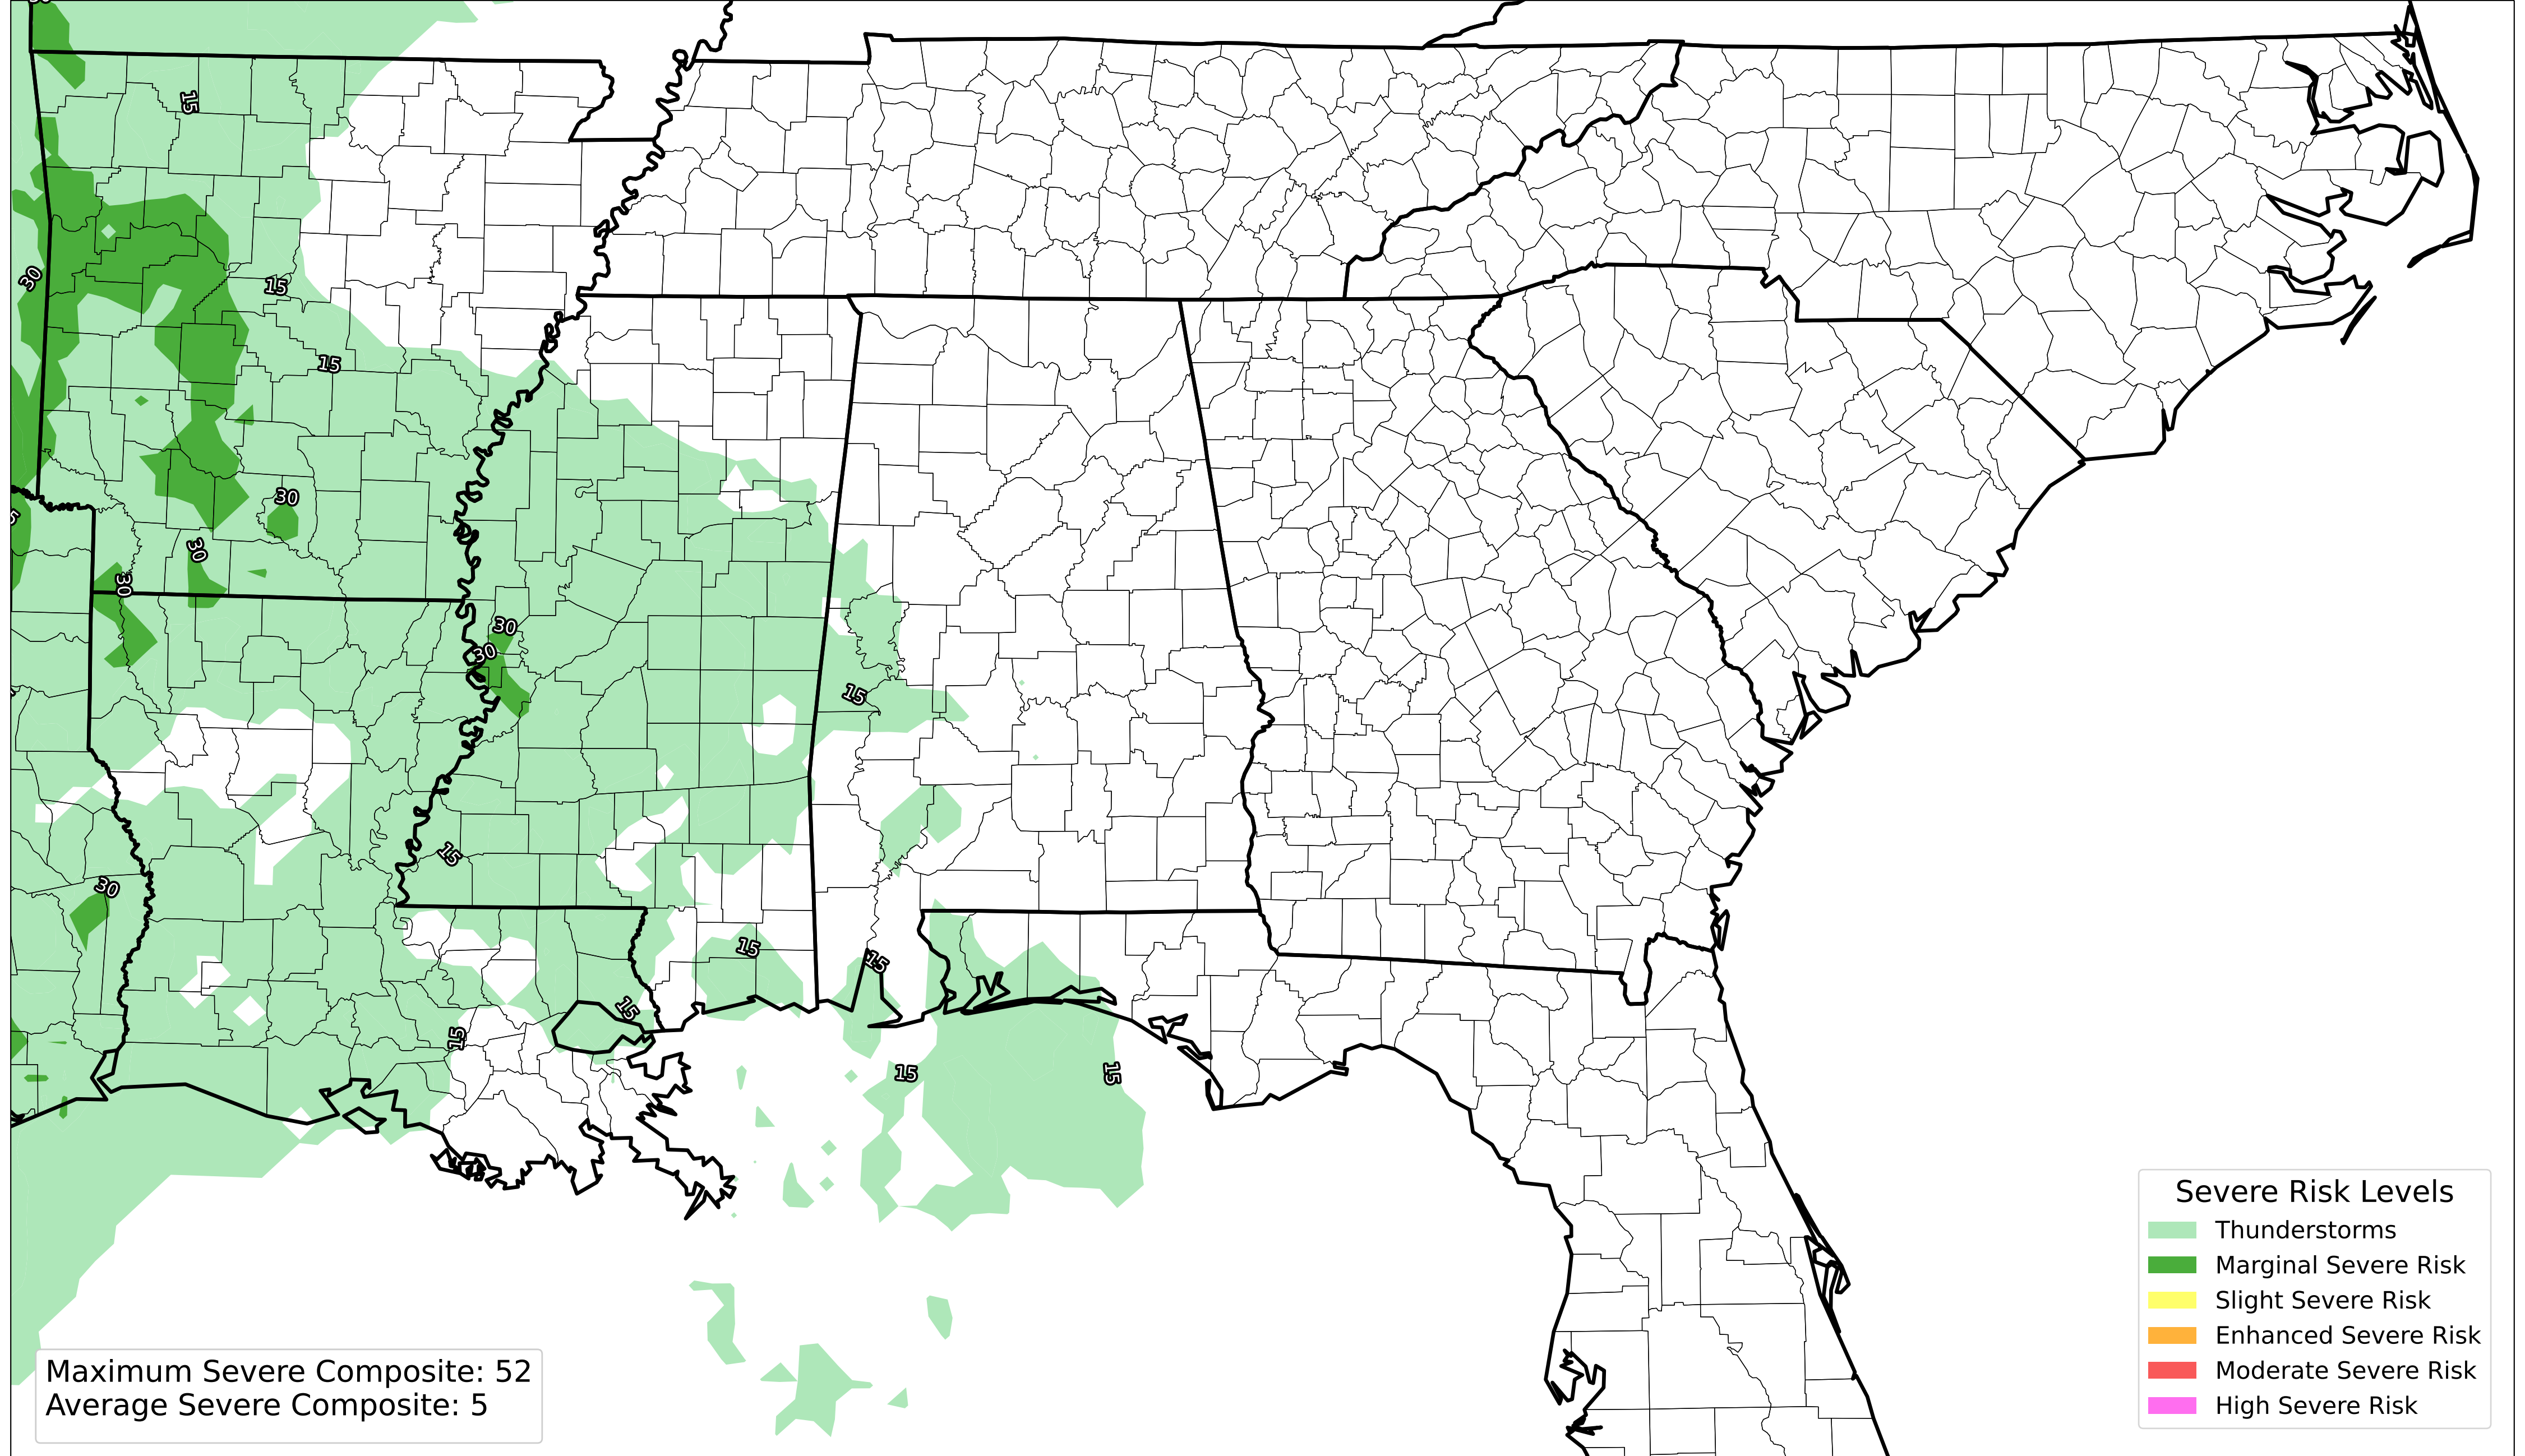 15
30
15
15
30
30
30
30
30
15
15
30
15
15
15
15
15
15
Severe Risk Levels
Thunderstorms
Marginal Severe Risk
Slight Severe Risk
Enhanced Severe Risk
Moderate Severe Risk
High Severe Risk
Maximum Severe Composite: 52
Average Severe Composite: 5